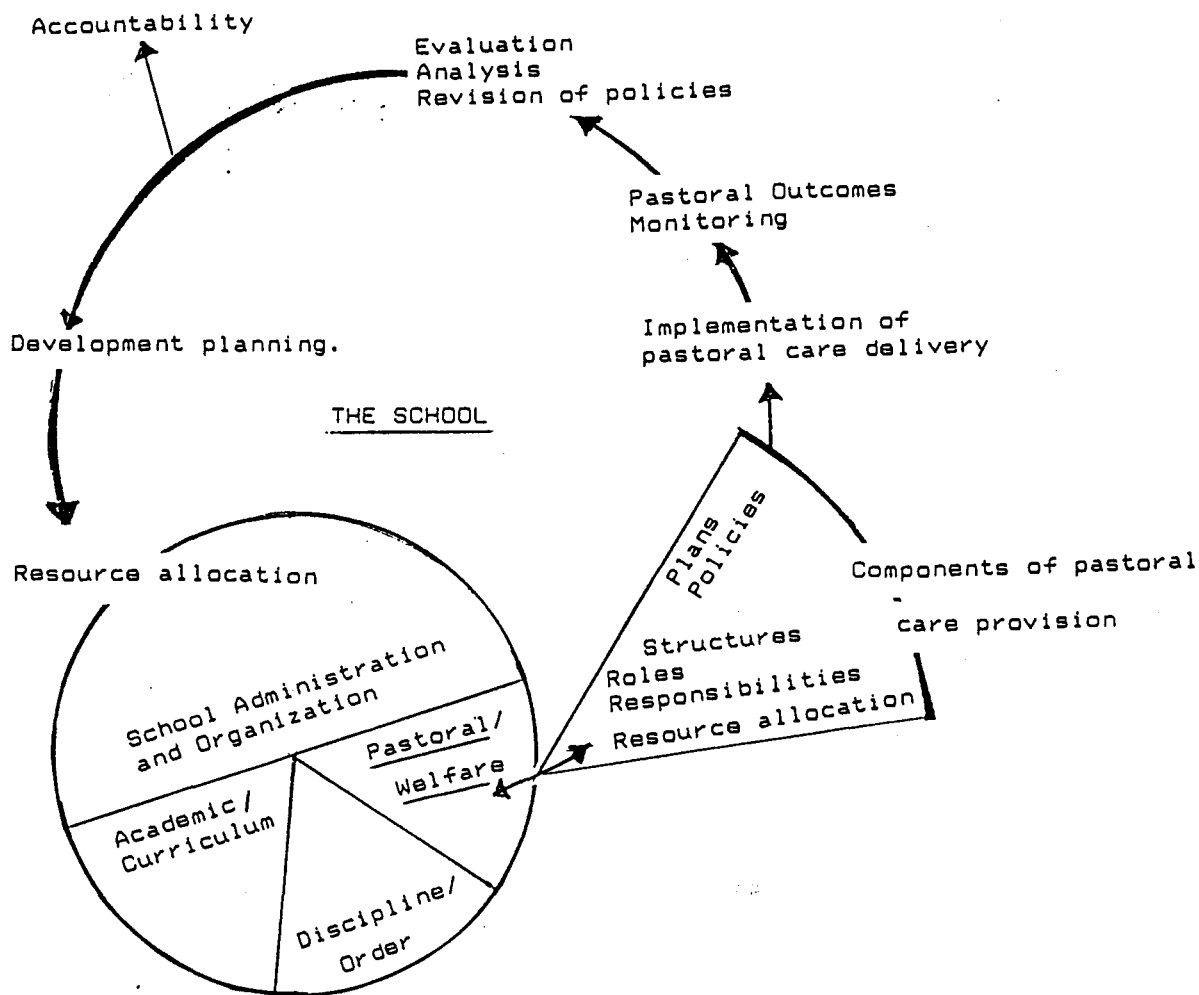 Accountability
Evaluation
Analysis
Revision of policies
Pastoral Outcomes
Monitoring
Implementation of
pastoral care delivery
Development planning.
THE SCHOOL
Resource allocation
Plans
Policies
Components of pastoral
care provision
Structures
Roles
Responsibilities
Resource allocation
School Administration
and Organization
Pastoral/
Welfare
Academic/
Curriculum
Discipline/
Order